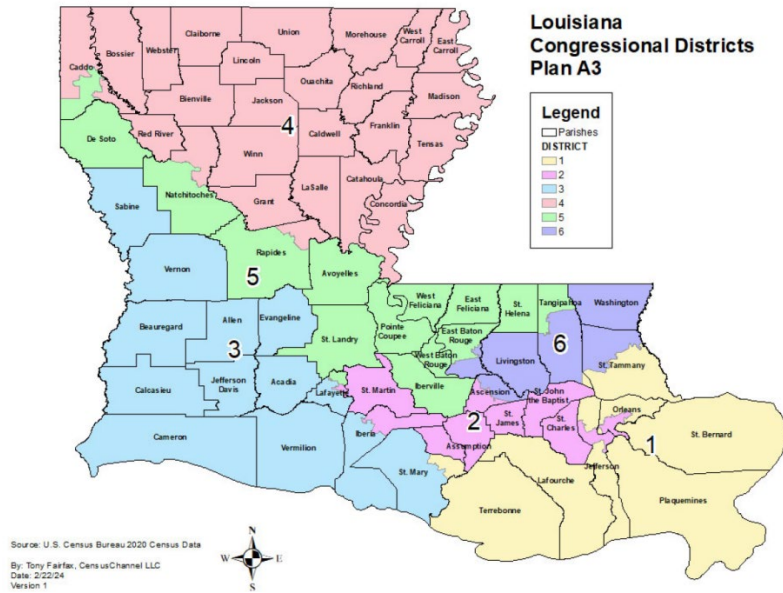 Louisiana
Congressional Districts
Plan A3
Legend
Parishes
DISTRICT
1
2
3
4
5
6
Claiborne
Union
Morehouse
West
Carroll
East
Carroll
Bossier
Webster
Caddo
Lincoln
Ouachita
Richland
Madison
Bienville
Jackson
4
De Soto
Red River
Caldwell
Franklin
Tensas
Winn
Natchitoches
LaSalle
Catahoula
Sabine
Grant
Concordia
Rapides
Vernon
5
Avoyelles
West
Feliciana
East
Feliciana
St.
Helena
Tangipahoa
Washington
Beauregard
Allen
Evangeline
Pointe
Coupee
East Baton
Rouge
6
3
St. Landry
West Baton
Rouge
Livingston
St. Tammany
Calcasieu
Jefferson
Davis
Acadia
Lafayette
St. Martin
Iberville
Ascension
St. John
the Baptist
Orleans
St.
James
St.
Charles
2
St. Bernard
1
Cameron
Vermilion
Iberia
Assumption
Jefferson
St. Mary
Lafourche
Terrebonne
Plaquemines
Source: U.S. Census Bureau 2020 Census Data
By: Tony Fairfax, CensusChannel LLC
Date: 2/22/24
Version 1
N
W
E
S